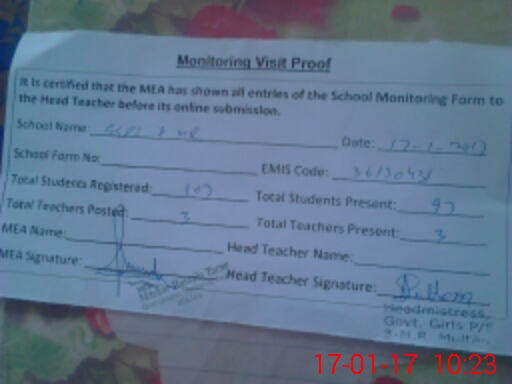 Monitoring Visit Proof
It is certified that the MEA has shown all entries of the School Monitoring Form to
the Head Teacher before its online submission.
School Name: Date: 17-1-2017
School Form No: EMIS Code:
Total Students Registered: 107 Total Students Present: 97
Total Teachers Posted: 3 Total Teachers Present: 3
MEA Name: Head Teacher Name:
MEA Signature: Head Teacher Signature:
Headmistress,
Govt. Girls P/S
17-01-17 10:23